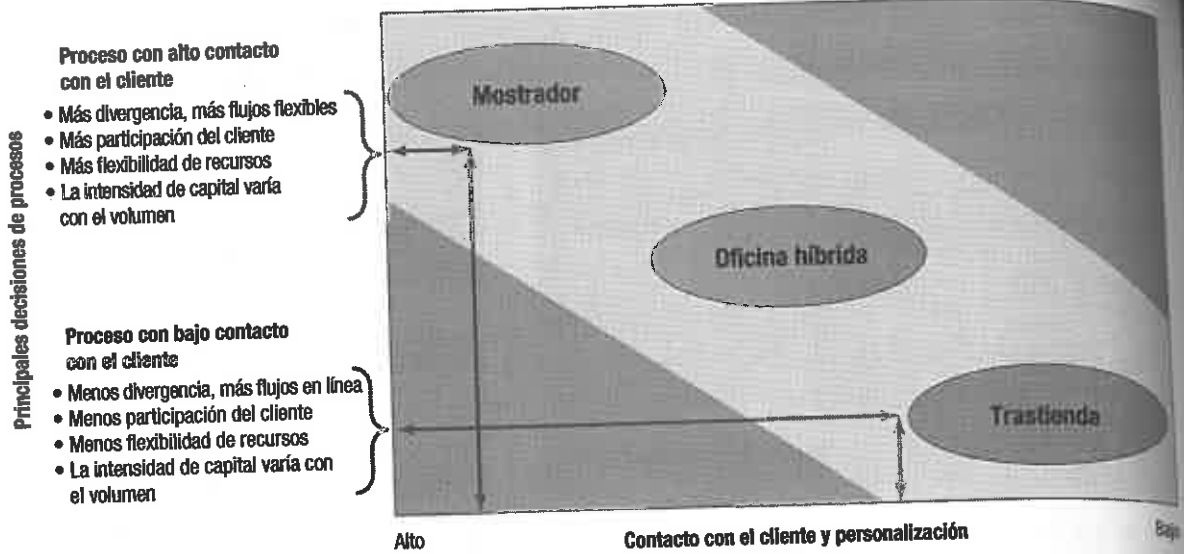 Principales decisiones de procesos
Proceso con alto contacto
con el cliente
• Más divergencia, más flujos flexibles
• Más participación del cliente
• Más flexibilidad de recursos
• La intensidad de capital varía
con el volumen
Proceso con bajo contacto
con el cliente
• Menos divergencia, más flujos en línea
• Menos participación del cliente
• Menos flexibilidad de recursos
• La intensidad de capital varía con
el volumen
Mostrador
Oficina híbrida
Trastienda
Alto
Contacto con el cliente y personalización
Bajo